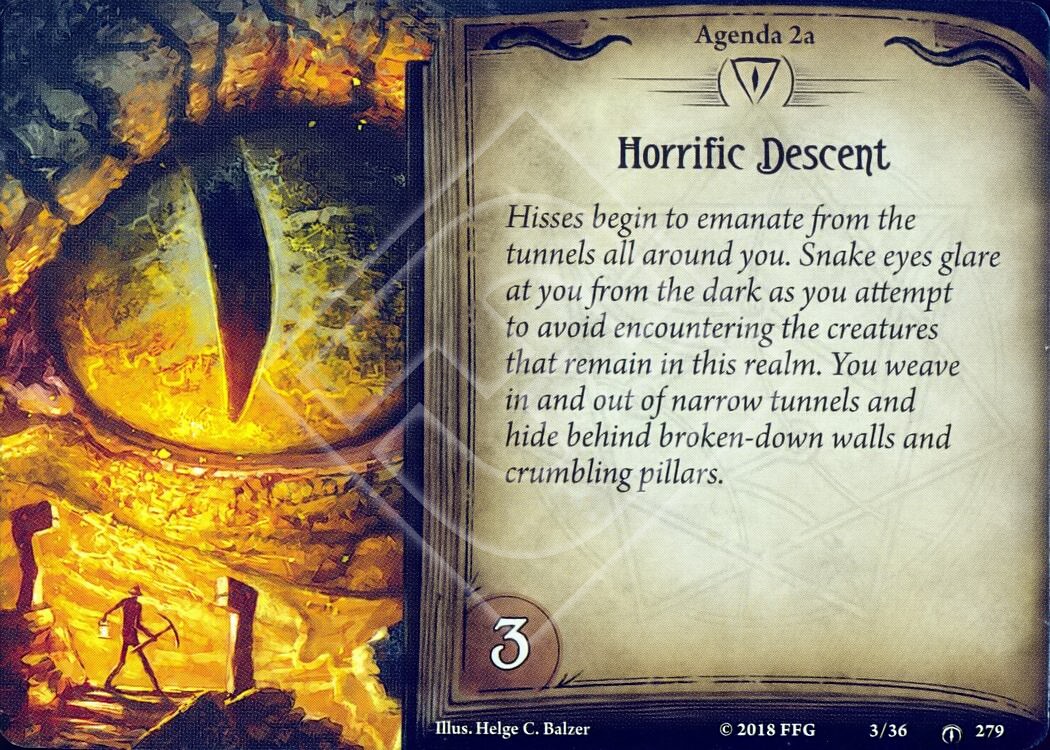 Agenda 2a
Horrific Descent
Hisses begin to emanate from the
tunnels all around you. Snake eyes glare
at you from the dark as you attempt
to avoid encountering the creatures
that remain in this realm. You weave
in and out of narrow tunnels and
hide behind broken-down walls and
crumbling pillars.
3
Illus. Helge C. Balzer © 2018 FFG 3/36 279